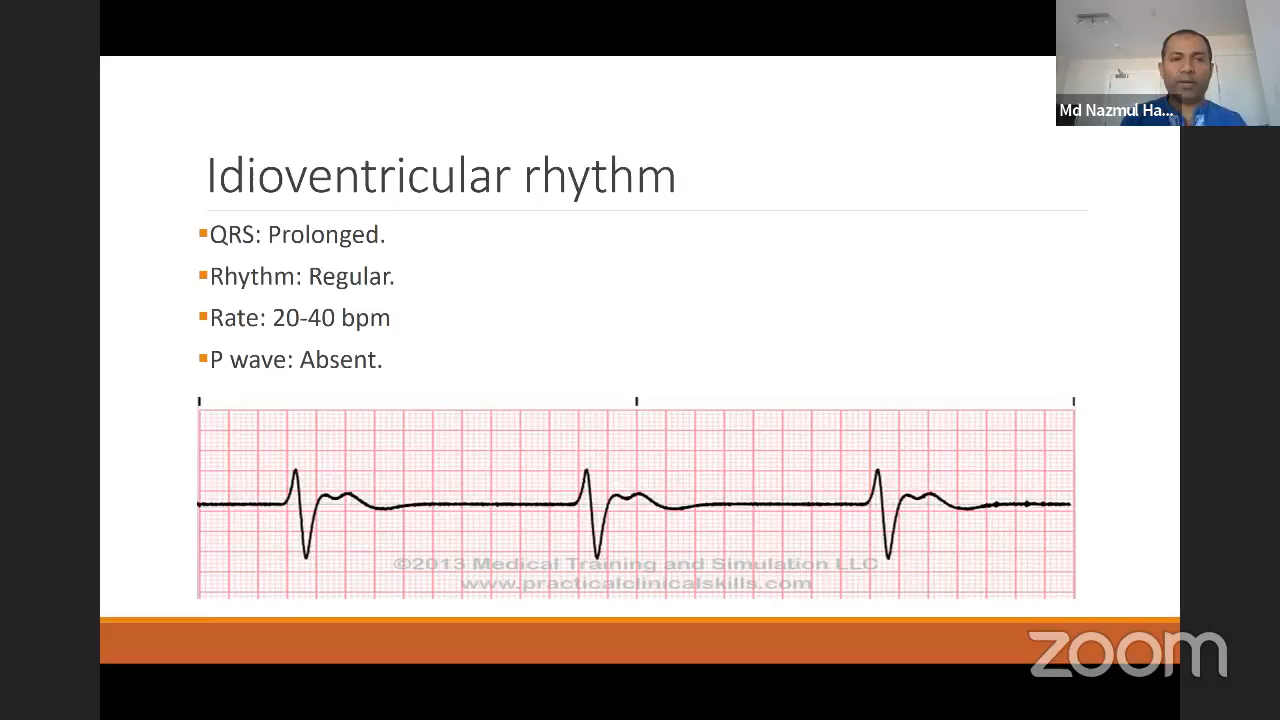 Md Nazmul Ha...
Idioventricular rhythm
▪QRS: Prolonged.
▪Rhythm: Regular.
▪Rate: 20-40 bpm
▪P wave: Absent.
©2013 Medical Training and Simulation LLC
www.practicalclinicalskills.com
zoom